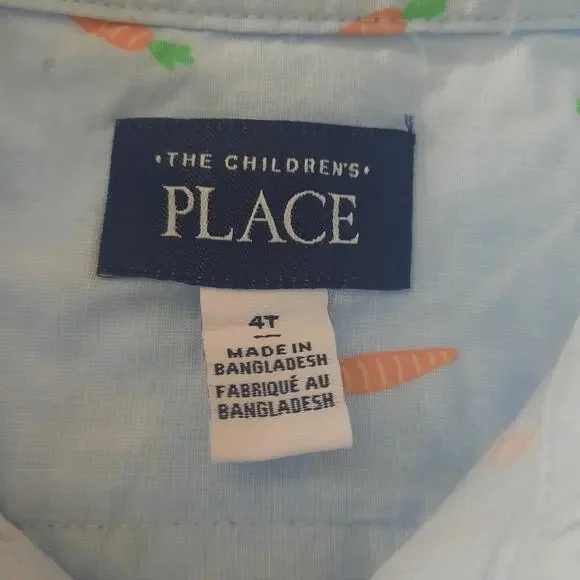 •THE CHILDREN'S•
PLACE
4T
MADE IN
BANGLADESH
FABRIQUÉ AU
BANGLADESH